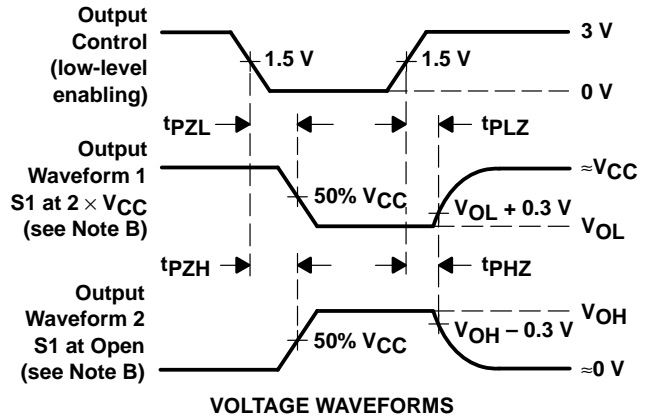 Output
Control
(low-level
enabling)
3 V
1.5 V
1.5 V
0 V
tPZL
tPLZ
Output
Waveform 1
S1 at 2 × VCC
(see Note B)
≈VCC
50% VCC
VOL + 0.3 V
VOL
tPZH
tPHZ
Output
Waveform 2
S1 at Open
(see Note B)
VOH
50% VCC
VOH – 0.3 V
≈0 V
VOLTAGE WAVEFORMS